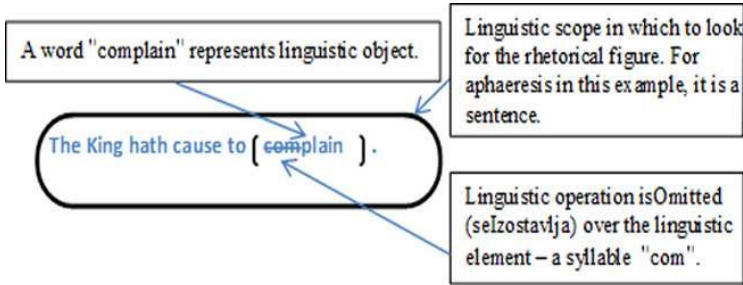 A word "complain" represents linguistic object.
Linguistic scope in which to look
for the rhetorical figure. For
aphaeresis in this example, it is a
sentence.
The King hath cause to [ complain ] .
Linguistic operation isOmitted
(seIzostavlja) over the linguistic
element – a syllable "com".